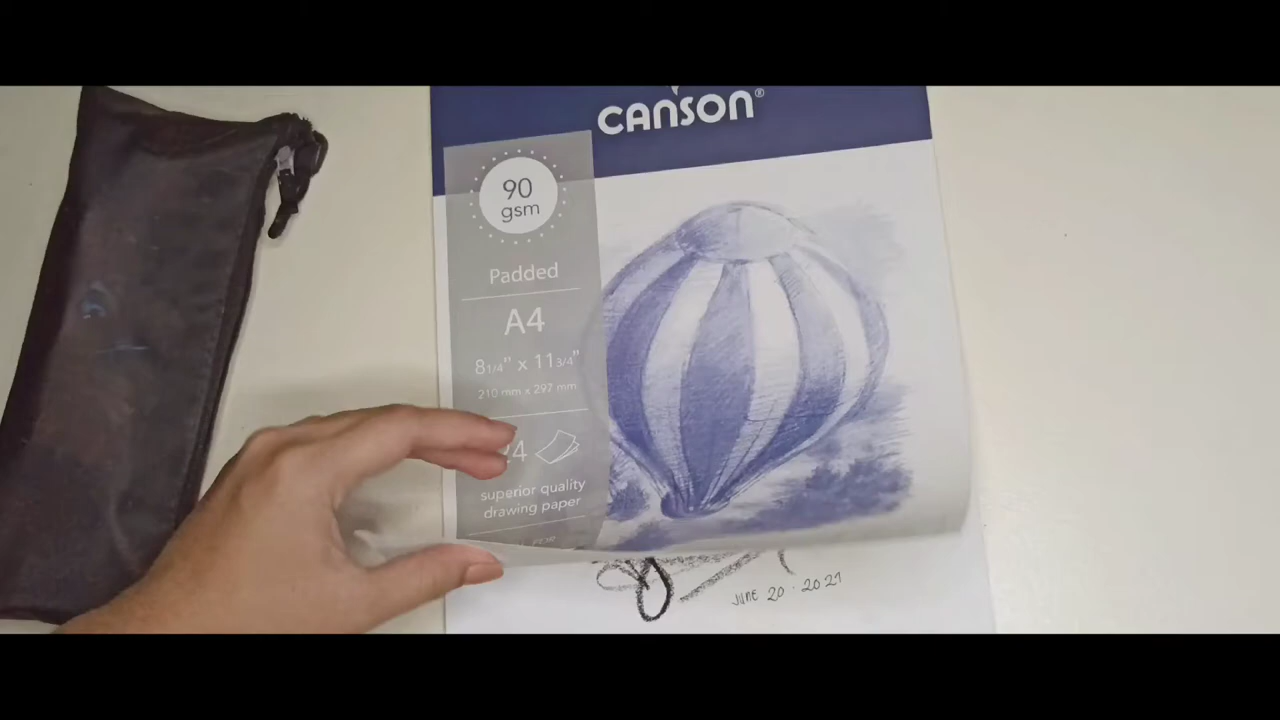 CANSON®
90
gsm
Padded
A4
8 1/4" x 11 3/4"
210 mm x 297 mm
superior quality
drawing paper
FOR
JUNE 20 · 2021